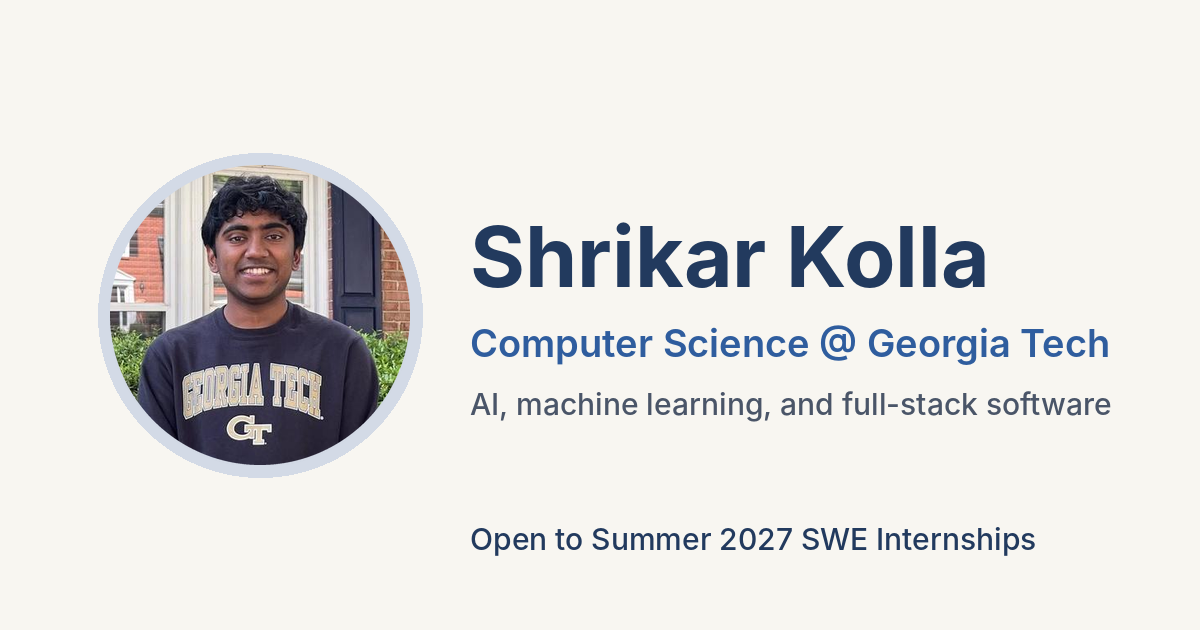 GEORGIA TECH
GT
Shrikar Kolla
Computer Science @ Georgia Tech
AI, machine learning, and full-stack software
Open to Summer 2027 SWE Internships